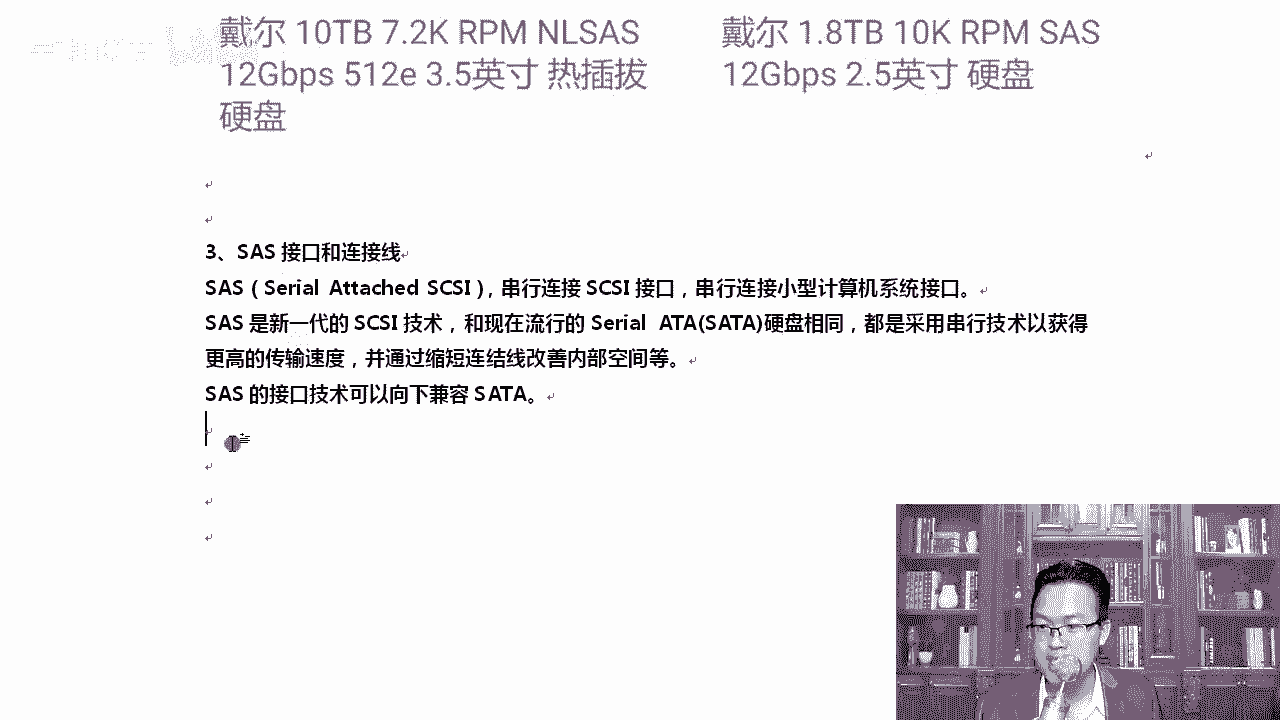 戴尔 10TB 7.2K RPM NLSAS
12Gbps 512e 3.5英寸 热插拔
硬盘
戴尔 1.8TB 10K RPM SAS
12Gbps 2.5英寸 硬盘
3、SAS 接口和连接线
SAS ( Serial Attached SCSI )，串行连接 SCSI 接口，串行连接小型计算机系统接口。
SAS 是新一代的 SCSI 技术，和现在流行的 Serial ATA(SATA)硬盘相同，都是采用串行技术以获得
更高的传输速度，并通过缩短连结线改善内部空间等。
SAS 的接口技术可以向下兼容 SATA。